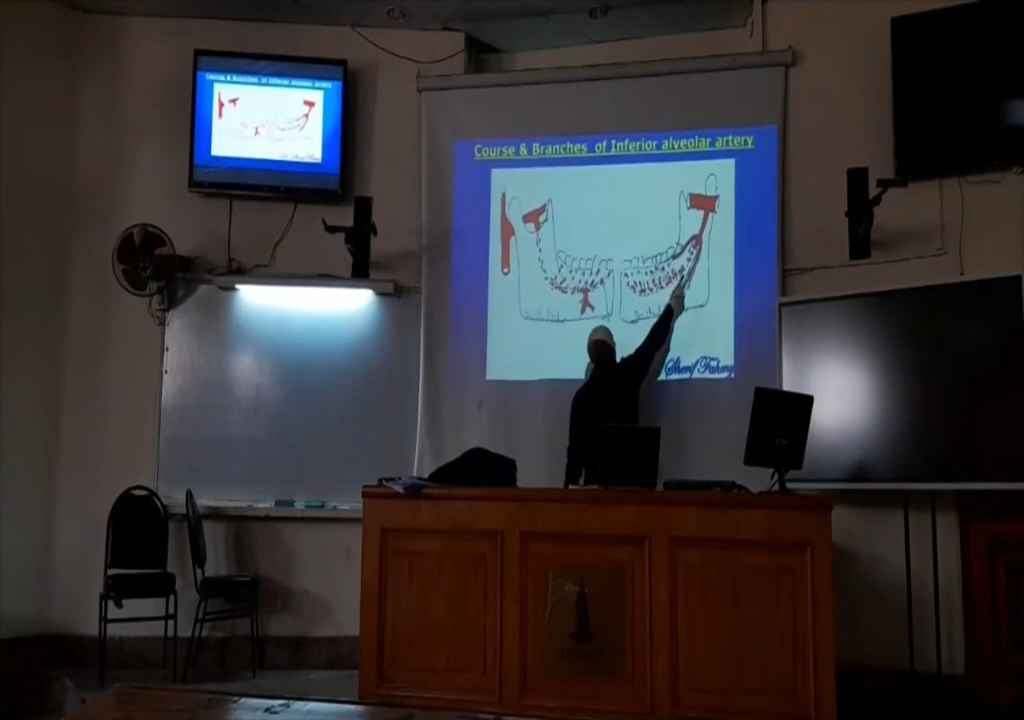 Course & Branches of Inferior alveolar artery
Course & Branches of Inferior alveolar artery
Sherif Fahmy